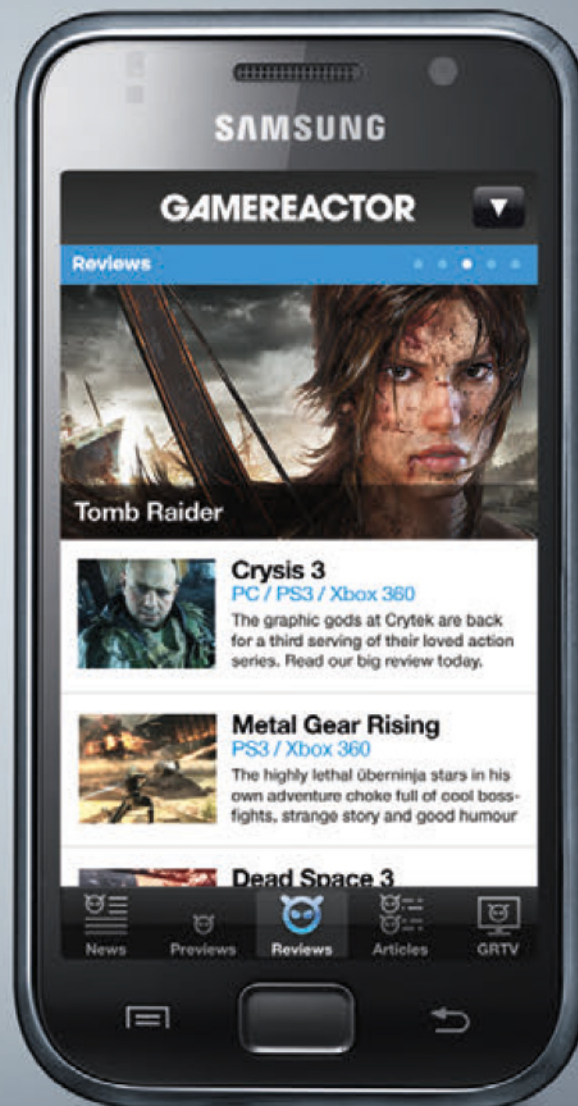 SAMSUNG
GAMEREACTOR
Reviews
Tomb Raider
Crysis 3
PC / PS3 / Xbox 360
The graphic gods at Crytek are back
for a third serving of their loved action
series. Read our big review today.
Metal Gear Rising
PS3 / Xbox 360
The highly lethal überninja stars in his
own adventure choke full of cool boss-
fights, strange story and good humour
Dead Space 3
News Previews Reviews Articles GRTV